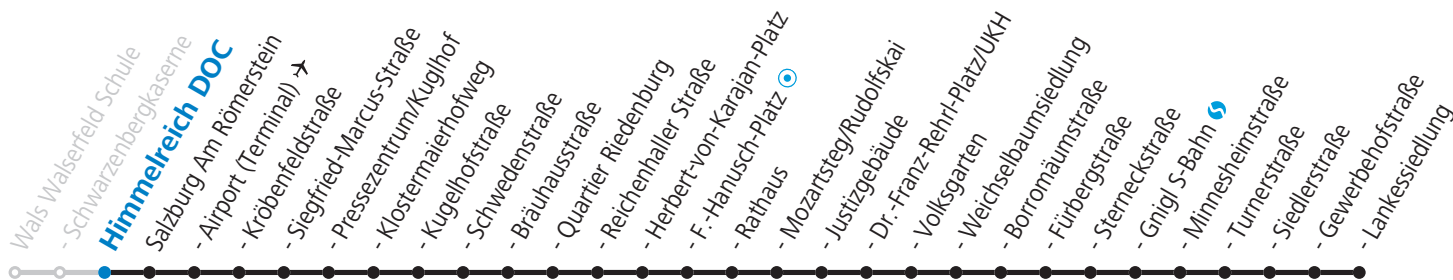 Wals Walserfeld Schule
- Schwarzenbergkaserne
Himmelreich DOC
Salzburg Am Römerstein
- Airport (Terminal)
- Kröbenfeldstraße
- Siegfried-Marcus-Straße
- Pressezentrum/Kuglhof
- Klostermaierhofweg
- Kugelhofstraße
- Schwedenstraße
- Bräuhausstraße
- Quartier Riedenburg
- Reichenhaller Straße
- Herbert-von-Karajan-Platz
- F.-Hanusch-Platz
- Rathaus
- Mozartsteg/Rudolfskai
- Justizgebäude
- Dr.-Franz-Rehrl-Platz/UKH
- Volksgarten
- Weichselbaumsiedlung
- Borromäumstraße
- Fürbergstraße
- Sterneckstraße
- Gnigl S-Bahn
- Minnesheimstraße
- Turnerstraße
- Siedlerstraße
- Gewerbehofstraße
- Lankessiedlung